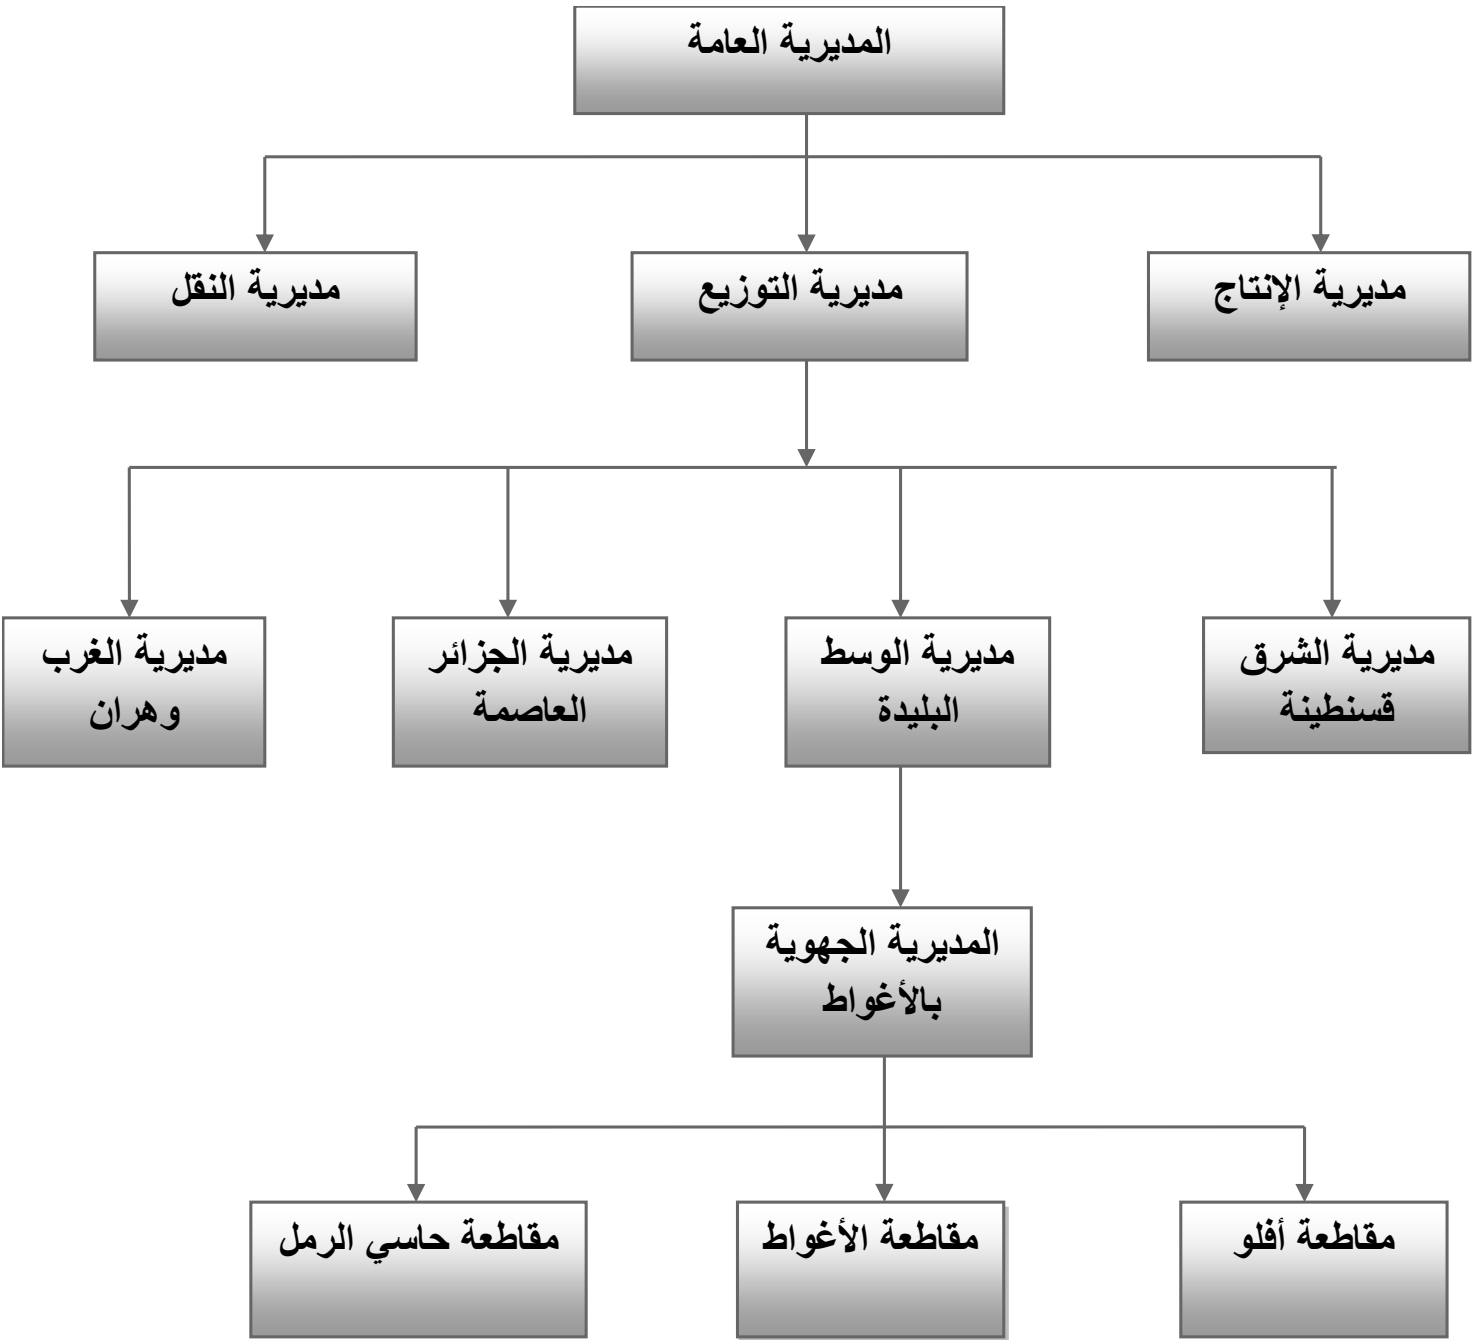 المديرية العامة
مديرية الإنتاج
مديرية التوزيع
مديرية النقل
مديرية الشرق
قسنطينة
مديرية الوسط
البليدة
مديرية الجزائر
العاصمة
مديرية الغرب
وهران
المديرية الجهوية
بالأغواط
مقاطعة أفلو
مقاطعة الأغواط
مقاطعة حاسي الرمل